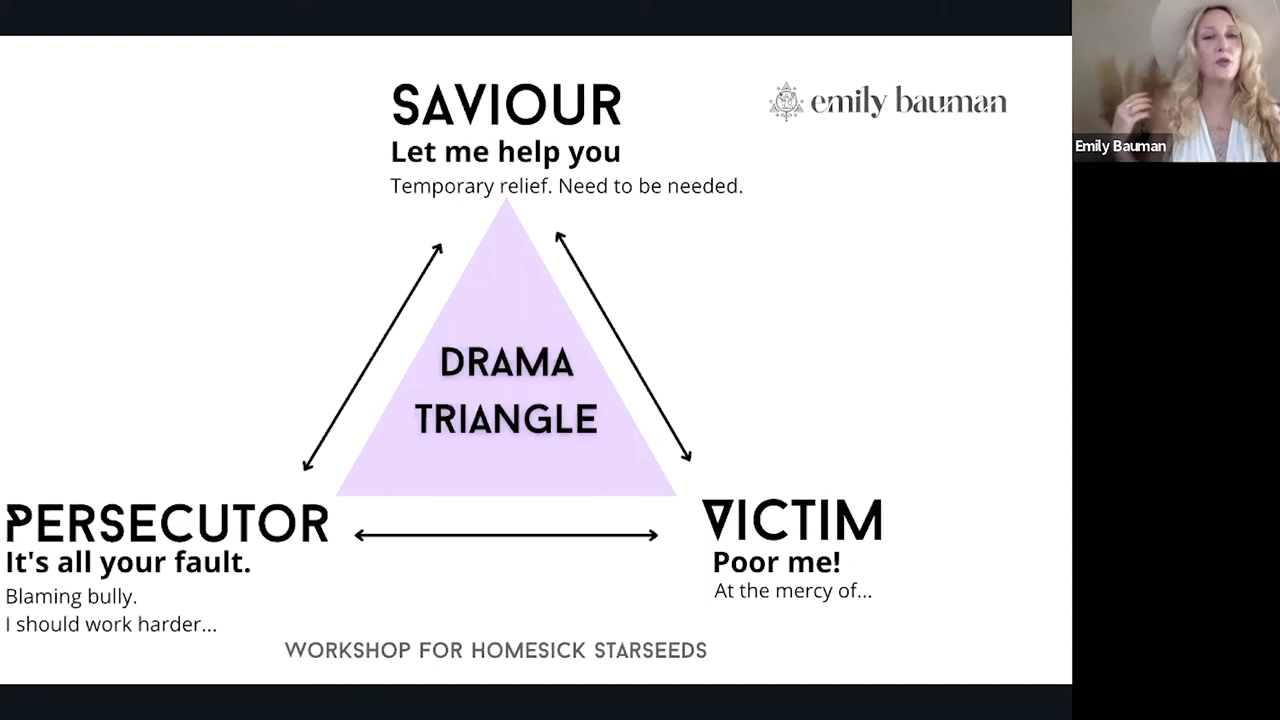 SAVIOUR
emily bauman
Let me help you
Temporary relief. Need to be needed.
Emily Bauman
DRAMA
TRIANGLE
PERSECUTOR
It's all your fault.
Blaming bully.
I should work harder...
VICTIM
Poor me!
At the mercy of...
WORKSHOP FOR HOMESICK STARSEEDS